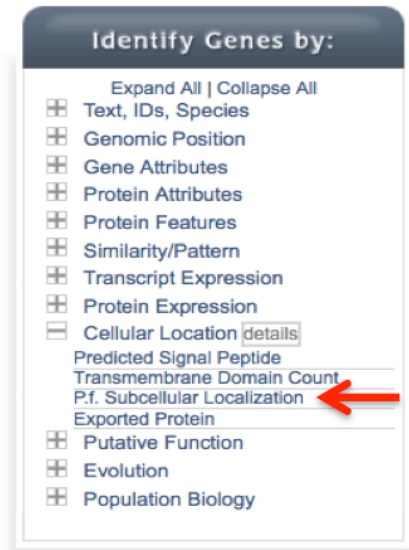 Identify Genes by:
Expand All | Collapse All
Text, IDs, Species
Genomic Position
Gene Attributes
Protein Attributes
Protein Features
Similarity/Pattern
Transcript Expression
Protein Expression
Cellular Location details
Predicted Signal Peptide
Transmembrane Domain Count
P.f. Subcellular Localization
Exported Protein
Putative Function
Evolution
Population Biology